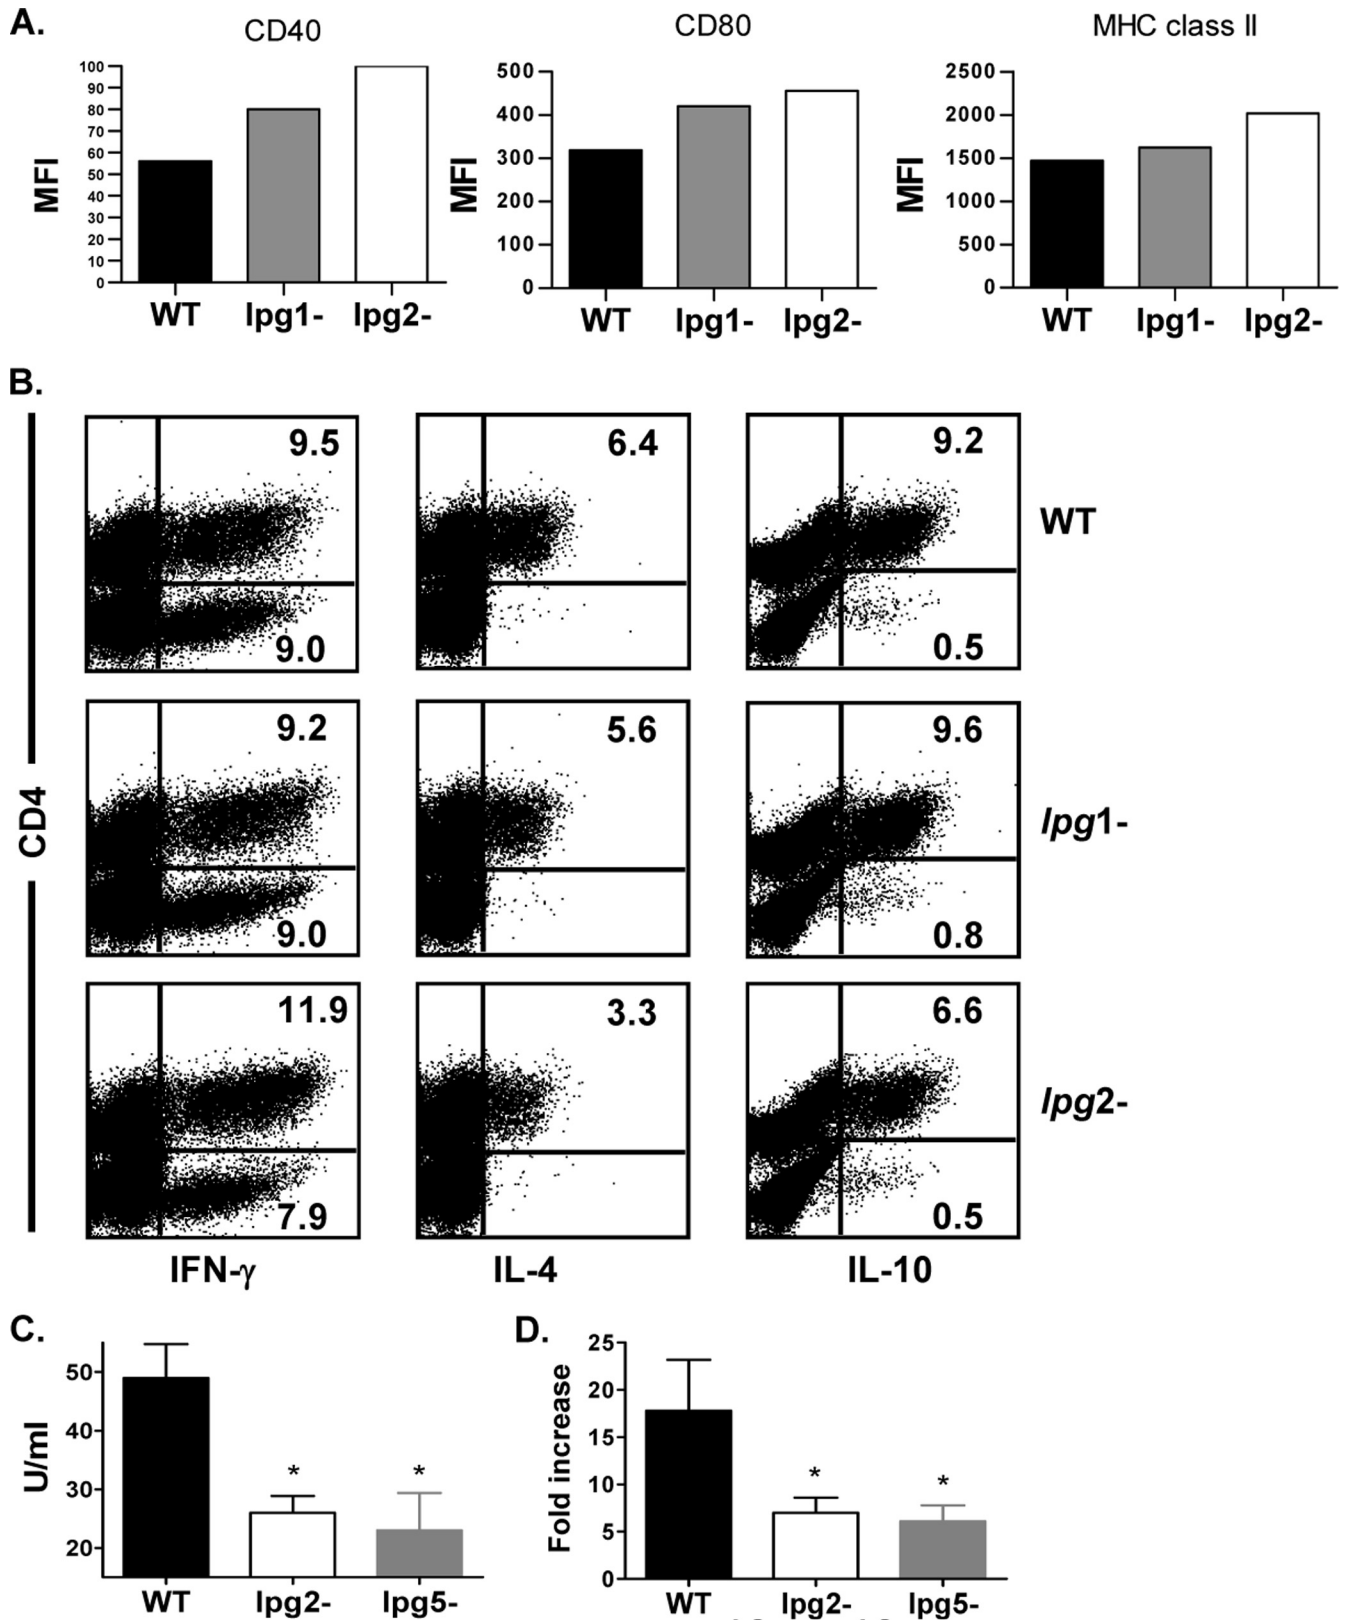 A.
CD40
CD80
MHC class II
100
90
80
70
60
50
40
30
20
10
0
MFI
WT lpg1- lpg2-
500
400
300
200
100
0
MFI
WT lpg1- lpg2-
2500
2000
1500
1000
500
0
MFI
WT lpg1- lpg2-
B.
CD4
9.5 6.4 9.2
WT
9.0 0.5
9.2 5.6 9.6
lpg1-
9.0 0.8
11.9 3.3 6.6
lpg2-
7.9 0.5
IFN-γ IL-4 IL-10
C.
50
40
30
20
U/ml
* *
WT lpg2- lpg5-
D.
25
20
15
10
5
0
Fold increase
* *
WT lpg2- lpg5-